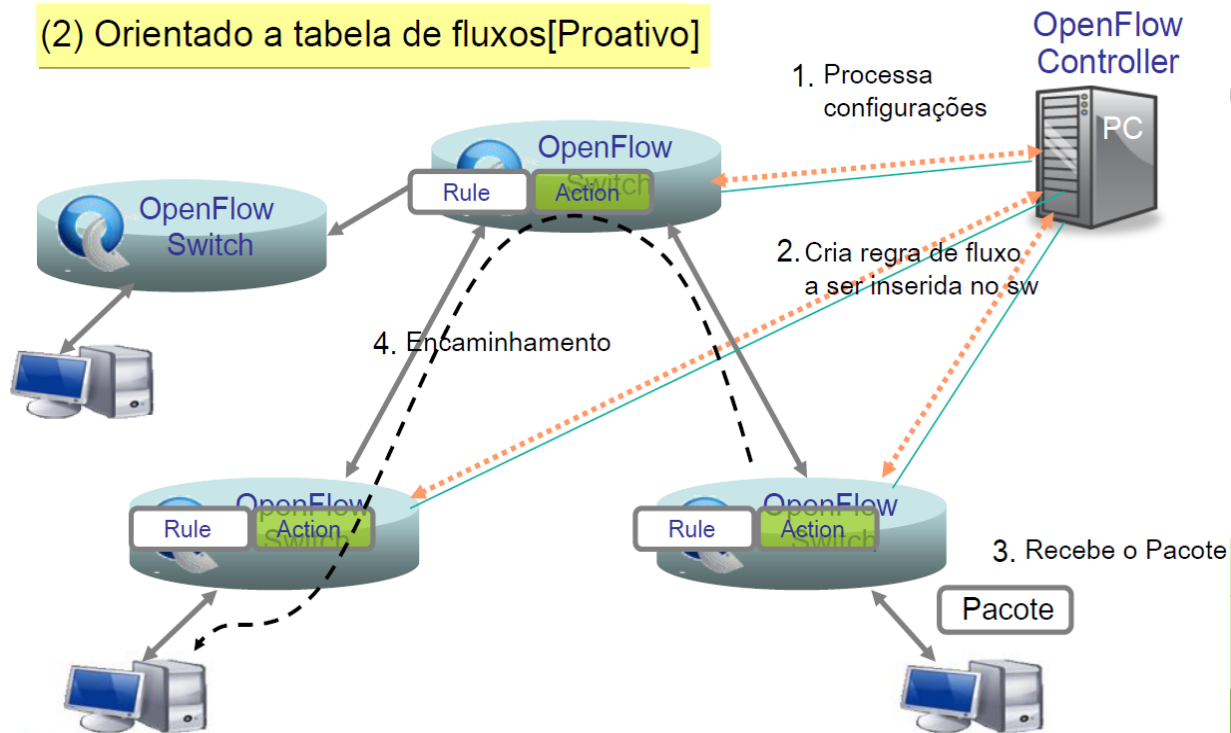 (2) Orientado a tabela de fluxos[Proativo]
OpenFlow
Controller
1. Processa
configurações
PC
OpenFlow
Switch
Rule
Action
OpenFlow
Switch
2. Cria regra de fluxo
a ser inserida no sw
4. Encaminhamento
OpenFlow
Switch
Rule
Action
OpenFlow
Switch
Rule
Action
3. Recebe o Pacote
Pacote